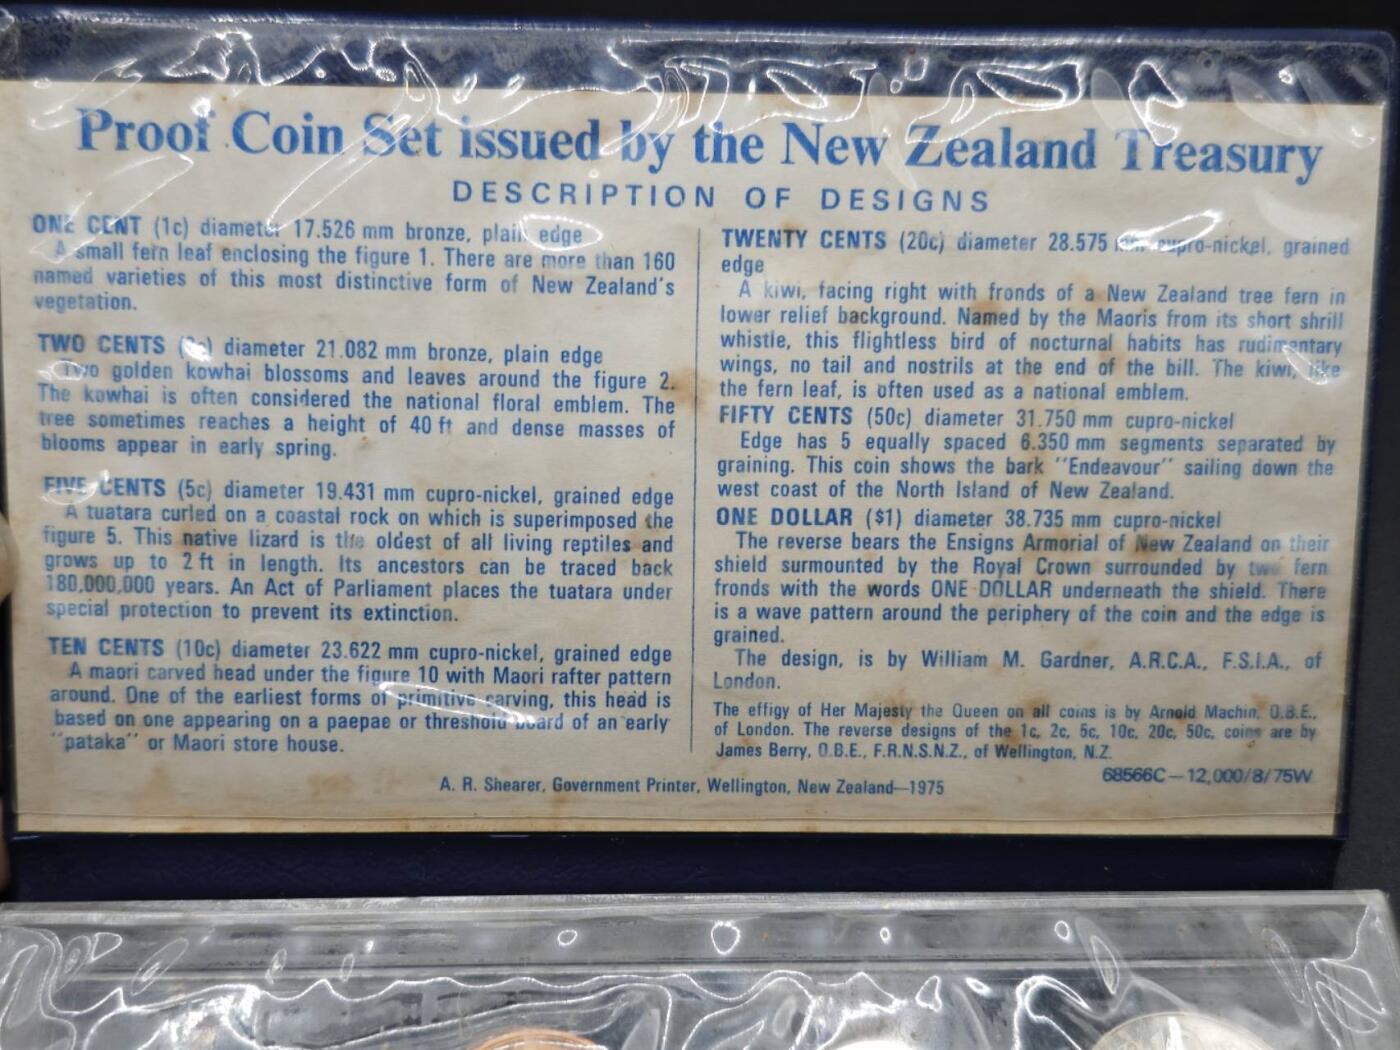 Proof Coin Set issued by the New Zealand Treasury
DESCRIPTION OF DESIGNS
ONE CENT (1c) diameter 17.526 mm bronze, plain edge
A small fern leaf enclosing the figure 1. There are more than 160
named varieties of this most distinctive form of New Zealand's
vegetation.
TWO CENTS (2c) diameter 21.082 mm bronze, plain edge
Two golden kowhai blossoms and leaves around the figure 2.
The kowhai is often considered the national floral emblem. The
tree sometimes reaches a height of 40 ft and dense masses of
blooms appear in early spring.
FIVE CENTS (5c) diameter 19.431 mm cupro-nickel, grained edge
A tuatara curled on a coastal rock on which is superimposed the
figure 5. This native lizard is the oldest of all living reptiles and
grows up to 2 ft in length. Its ancestors can be traced back
180,000,000 years. An Act of Parliament places the tuatara under
special protection to prevent its extinction.
TEN CENTS (10c) diameter 23.622 mm cupro-nickel, grained edge
A maori carved head under the figure 10 with Maori rafter pattern
around. One of the earliest forms of primitive carving, this head is
based on one appearing on a paepae or threshold board of an early
"pataka" or Maori store house.
TWENTY CENTS (20c) diameter 28.575 mm cupro-nickel, grained
edge
A kiwi, facing right with fronds of a New Zealand tree fern in
lower relief background. Named by the Maoris from its short shrill
whistle, this flightless bird of nocturnal habits has rudimentary
wings, no tail and nostrils at the end of the bill. The kiwi, like
the fern leaf, is often used as a national emblem.
FIFTY CENTS (50c) diameter 31.750 mm cupro-nickel
Edge has 5 equally spaced 6.350 mm segments separated by
graining. This coin shows the bark "Endeavour" sailing down the
west coast of the North Island of New Zealand.
ONE DOLLAR ($1) diameter 38.735 mm cupro-nickel
The reverse bears the Ensigns Armorial of New Zealand on their
shield surmounted by the Royal Crown surrounded by two fern
fronds with the words ONE DOLLAR underneath the shield. There
is a wave pattern around the periphery of the coin and the edge is
grained.
The design, is by William M. Gardner, A.R.C.A., F.S.I.A., of
London.
The effigy of Her Majesty the Queen on all coins is by Arnold Machin, O.B.E.,
of London. The reverse designs of the 1c, 2c, 5c, 10c, 20c, 50c, coins are by
James Berry, O.B.E., F.R.N.S.N.Z., of Wellington, N.Z.
68566C—12,000/8/75W
A. R. Shearer, Government Printer, Wellington, New Zealand—1975